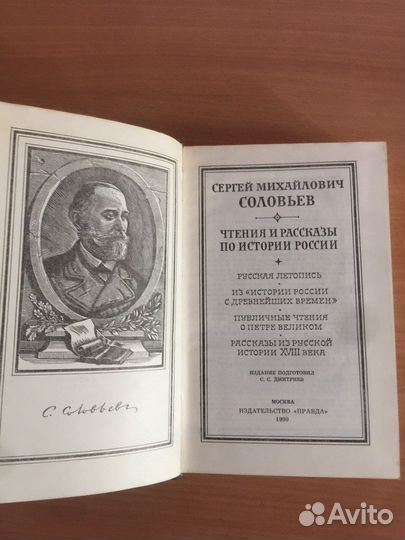 С. Соловьев
СЕРГЕЙ МИХАЙЛОВИЧ
СОЛОВЬЕВ
ЧТЕНИЯ И РАССКАЗЫ
ПО ИСТОРИИ РОССИИ
РУССКАЯ ЛЕТОПИСЬ
ИЗ «ИСТОРИИ РОССИИ
С ДРЕВНЕЙШИХ ВРЕМЕН»
ПУБЛИЧНЫЕ ЧТЕНИЯ
О ПЕТРЕ ВЕЛИКОМ
РАССКАЗЫ ИЗ РУССКОЙ
ИСТОРИИ XVIII ВЕКА
ИЗДАНИЕ ПОДГОТОВИЛ
С. С. ДМИТРИЕВ
МОСКВА
ИЗДАТЕЛЬСТВО «ПРАВДА»
1990
Avito